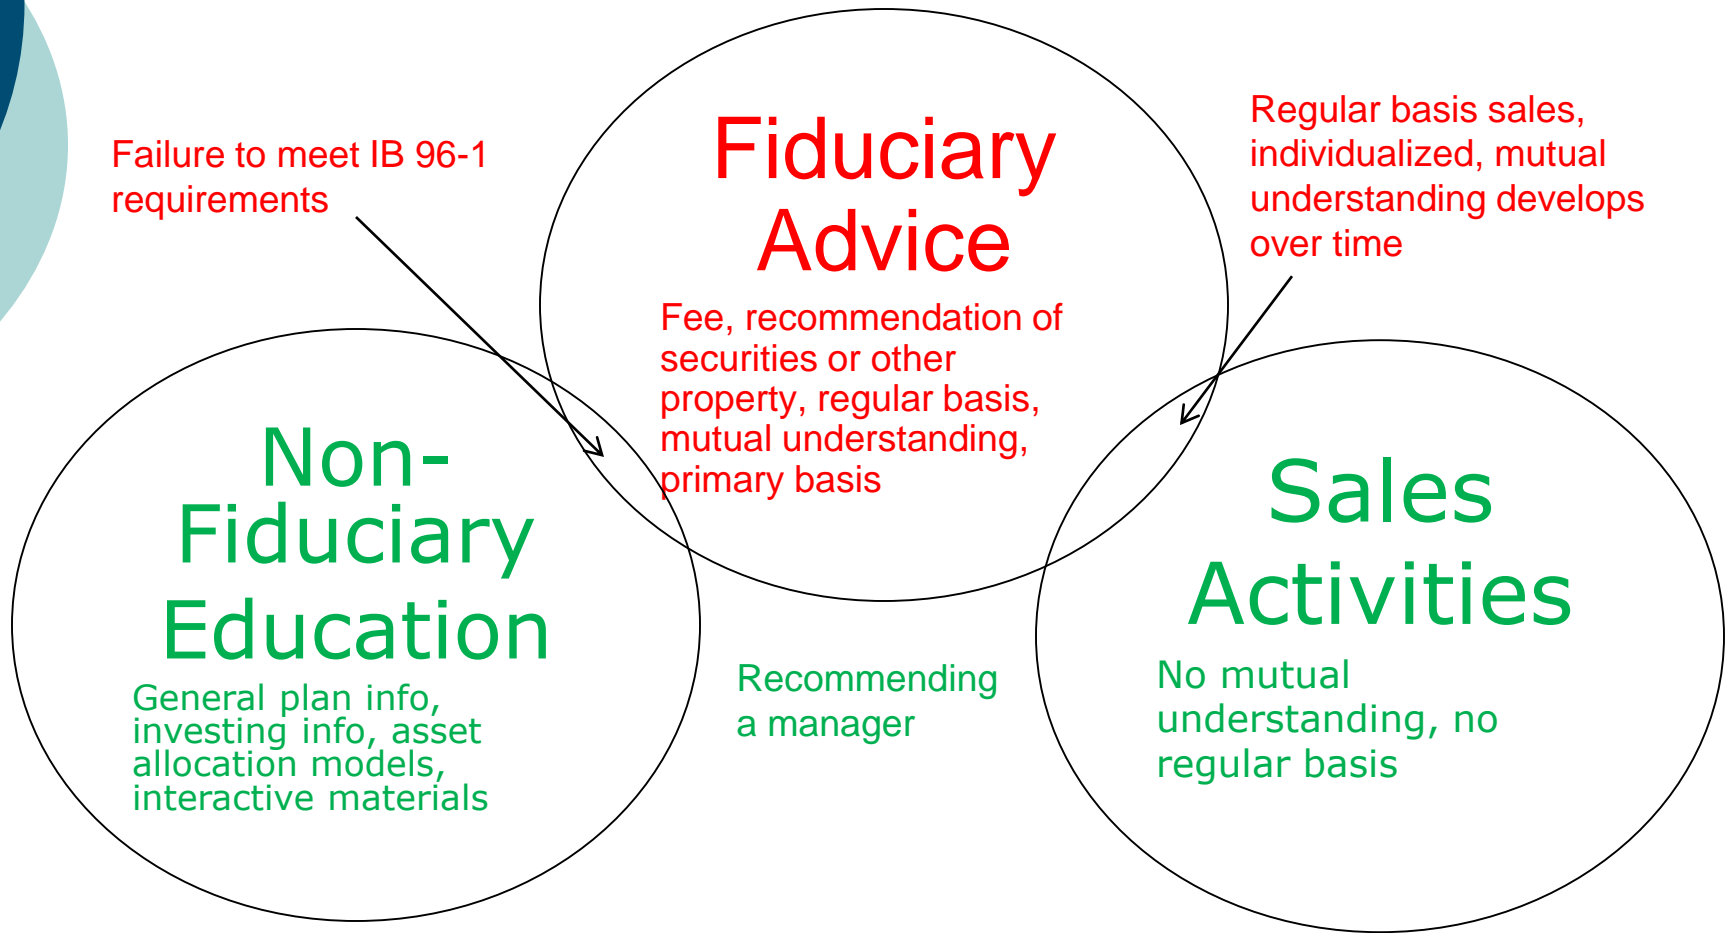 Failure to meet IB 96-1
requirements
Fiduciary
Advice
Fee, recommendation of
securities or other
property, regular basis,
mutual understanding,
primary basis
Regular basis sales,
individualized, mutual
understanding develops
over time
Non-
Fiduciary
Education
General plan info,
investing info, asset
allocation models,
interactive materials
Recommending
a manager
Sales
Activities
No mutual
understanding, no
regular basis